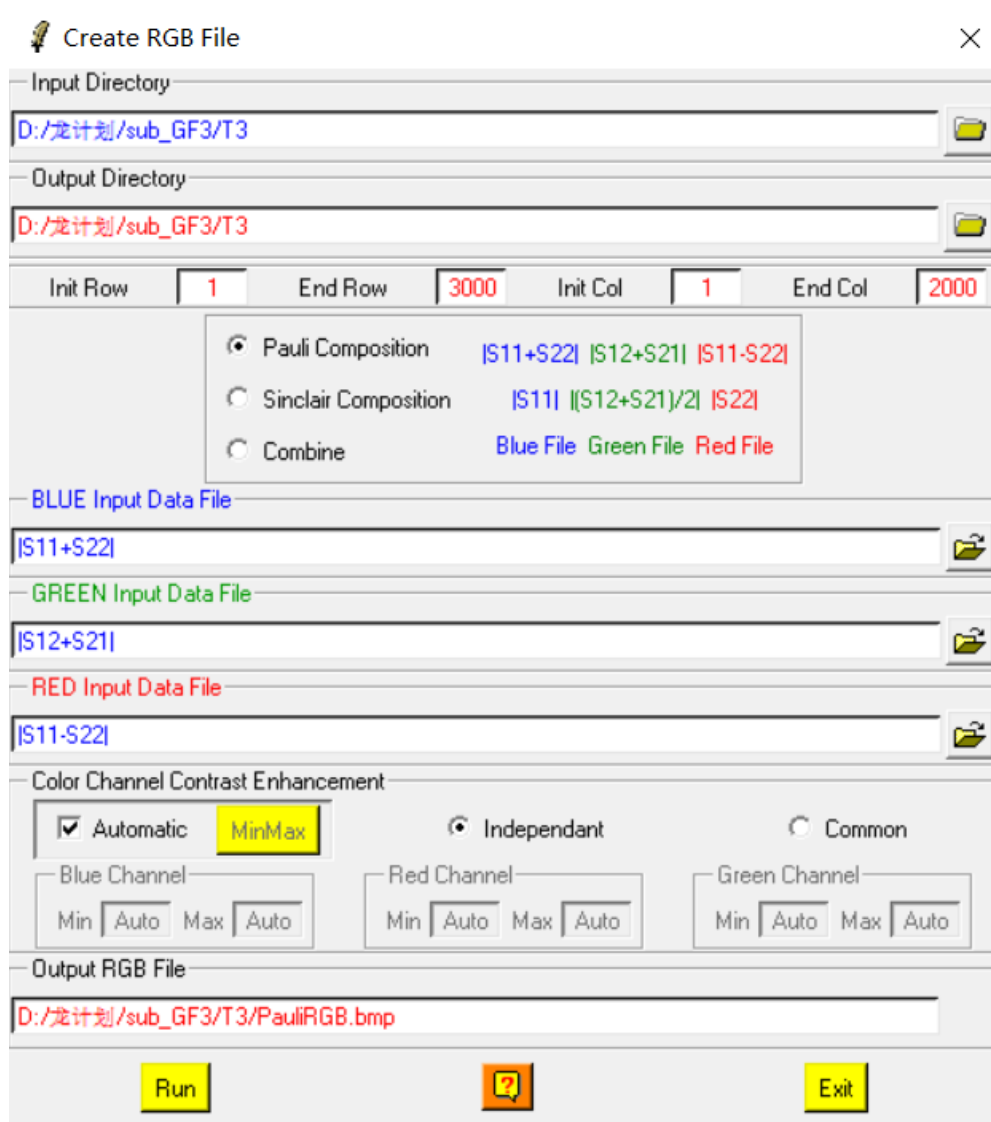 Create RGB File
Input Directory
D:/龙计划/sub_GF3/T3
Output Directory
D:/龙计划/sub_GF3/T3
Init Row 1 End Row 3000 Init Col 1 End Col 2000
Pauli Composition |S11+S22| |S12+S21| |S11-S22|
Sinclair Composition |S11| |(S12+S21)/2| |S22|
Combine Blue File Green File Red File
BLUE Input Data File
|S11+S22|
GREEN Input Data File
|S12+S21|
RED Input Data File
|S11-S22|
Color Channel Contrast Enhancement
Automatic MinMax Independant Common
Blue Channel Red Channel Green Channel
Min Auto Max Auto Min Auto Max Auto Min Auto Max Auto
Output RGB File
D:/龙计划/sub_GF3/T3/PauliRGB.bmp
Run ? Exit